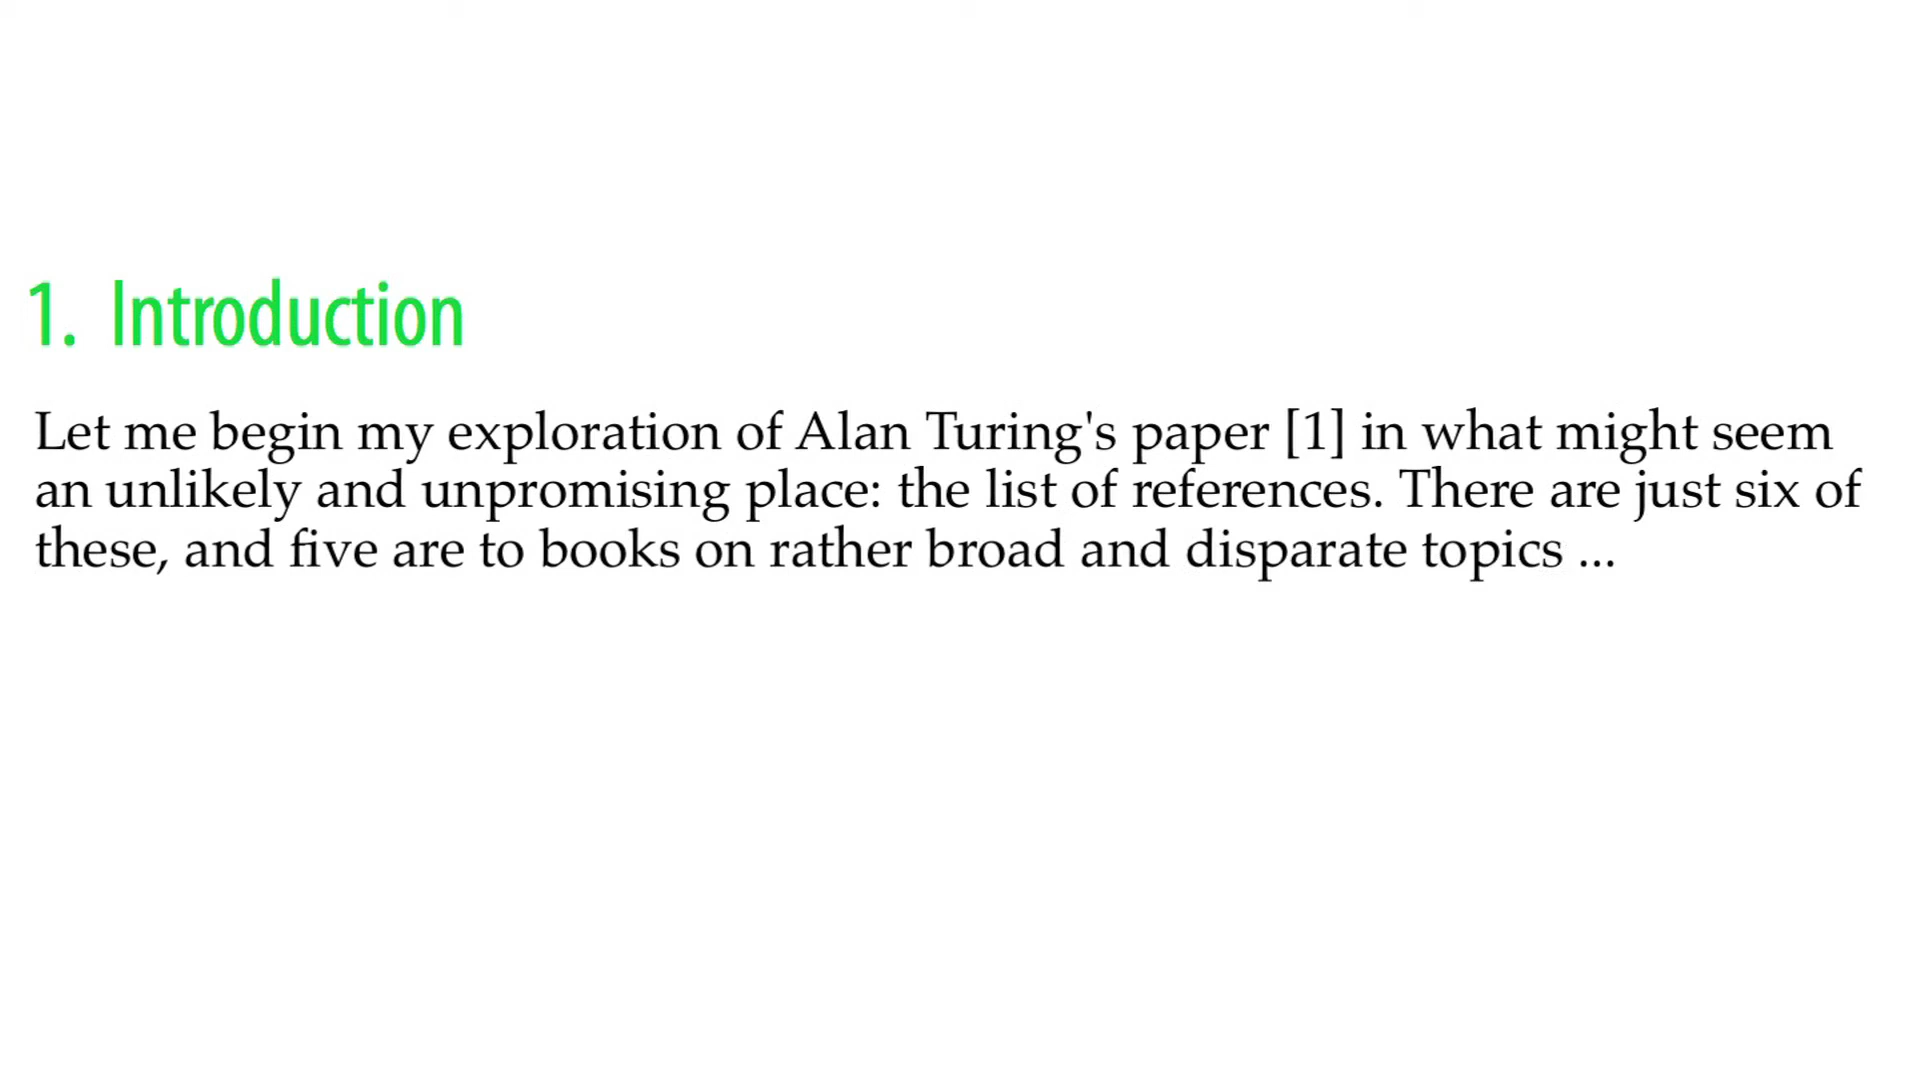 1. Introduction
Let me begin my exploration of Alan Turing's paper [1] in what might seem
an unlikely and unpromising place: the list of references. There are just six of
these, and five are to books on rather broad and disparate topics ...